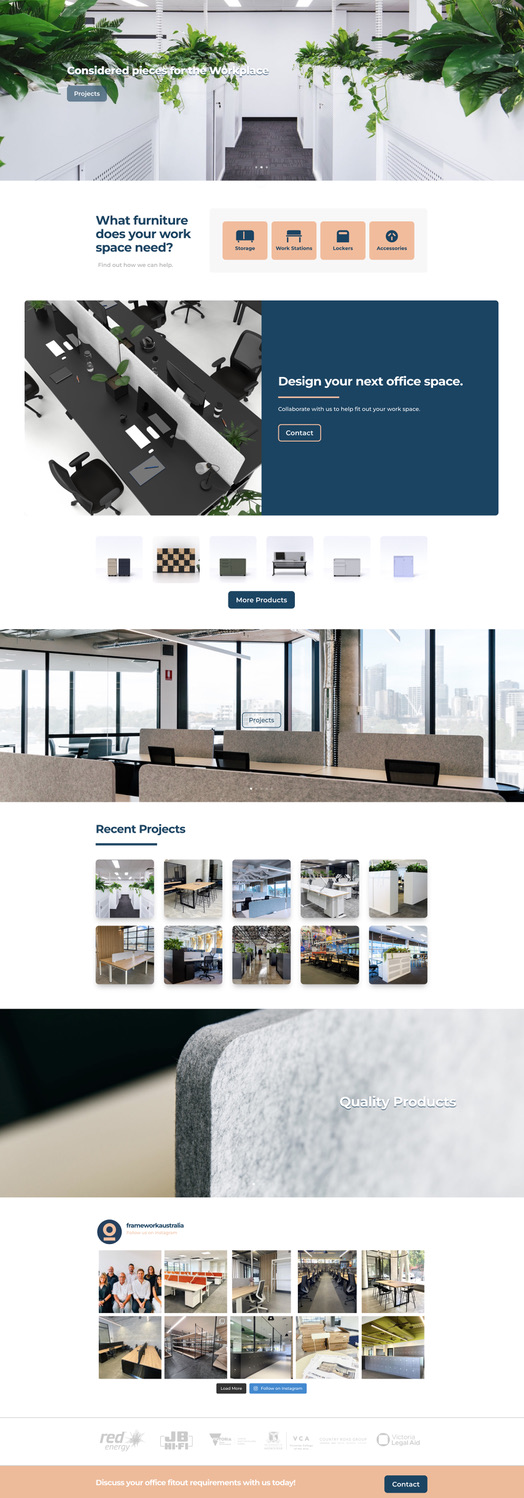 Considered pieces for the Workplace
Projects
What furniture
does your work
space need?
Find out how we can help.
Storage
Work Stations
Lockers
Accessories
Design your next office space.
Collaborate with us to help fit out your work space.
Contact
More Products
Projects
Recent Projects
Quality Products
frameworkaustralia
Follow us on Instagram
Load More
Follow on Instagram
red
energy
JB
HI-FI
VCA
COUNTRY ROAD GROUP
Victoria
Legal Aid
Discuss your office fitout requirements with us today!
Contact